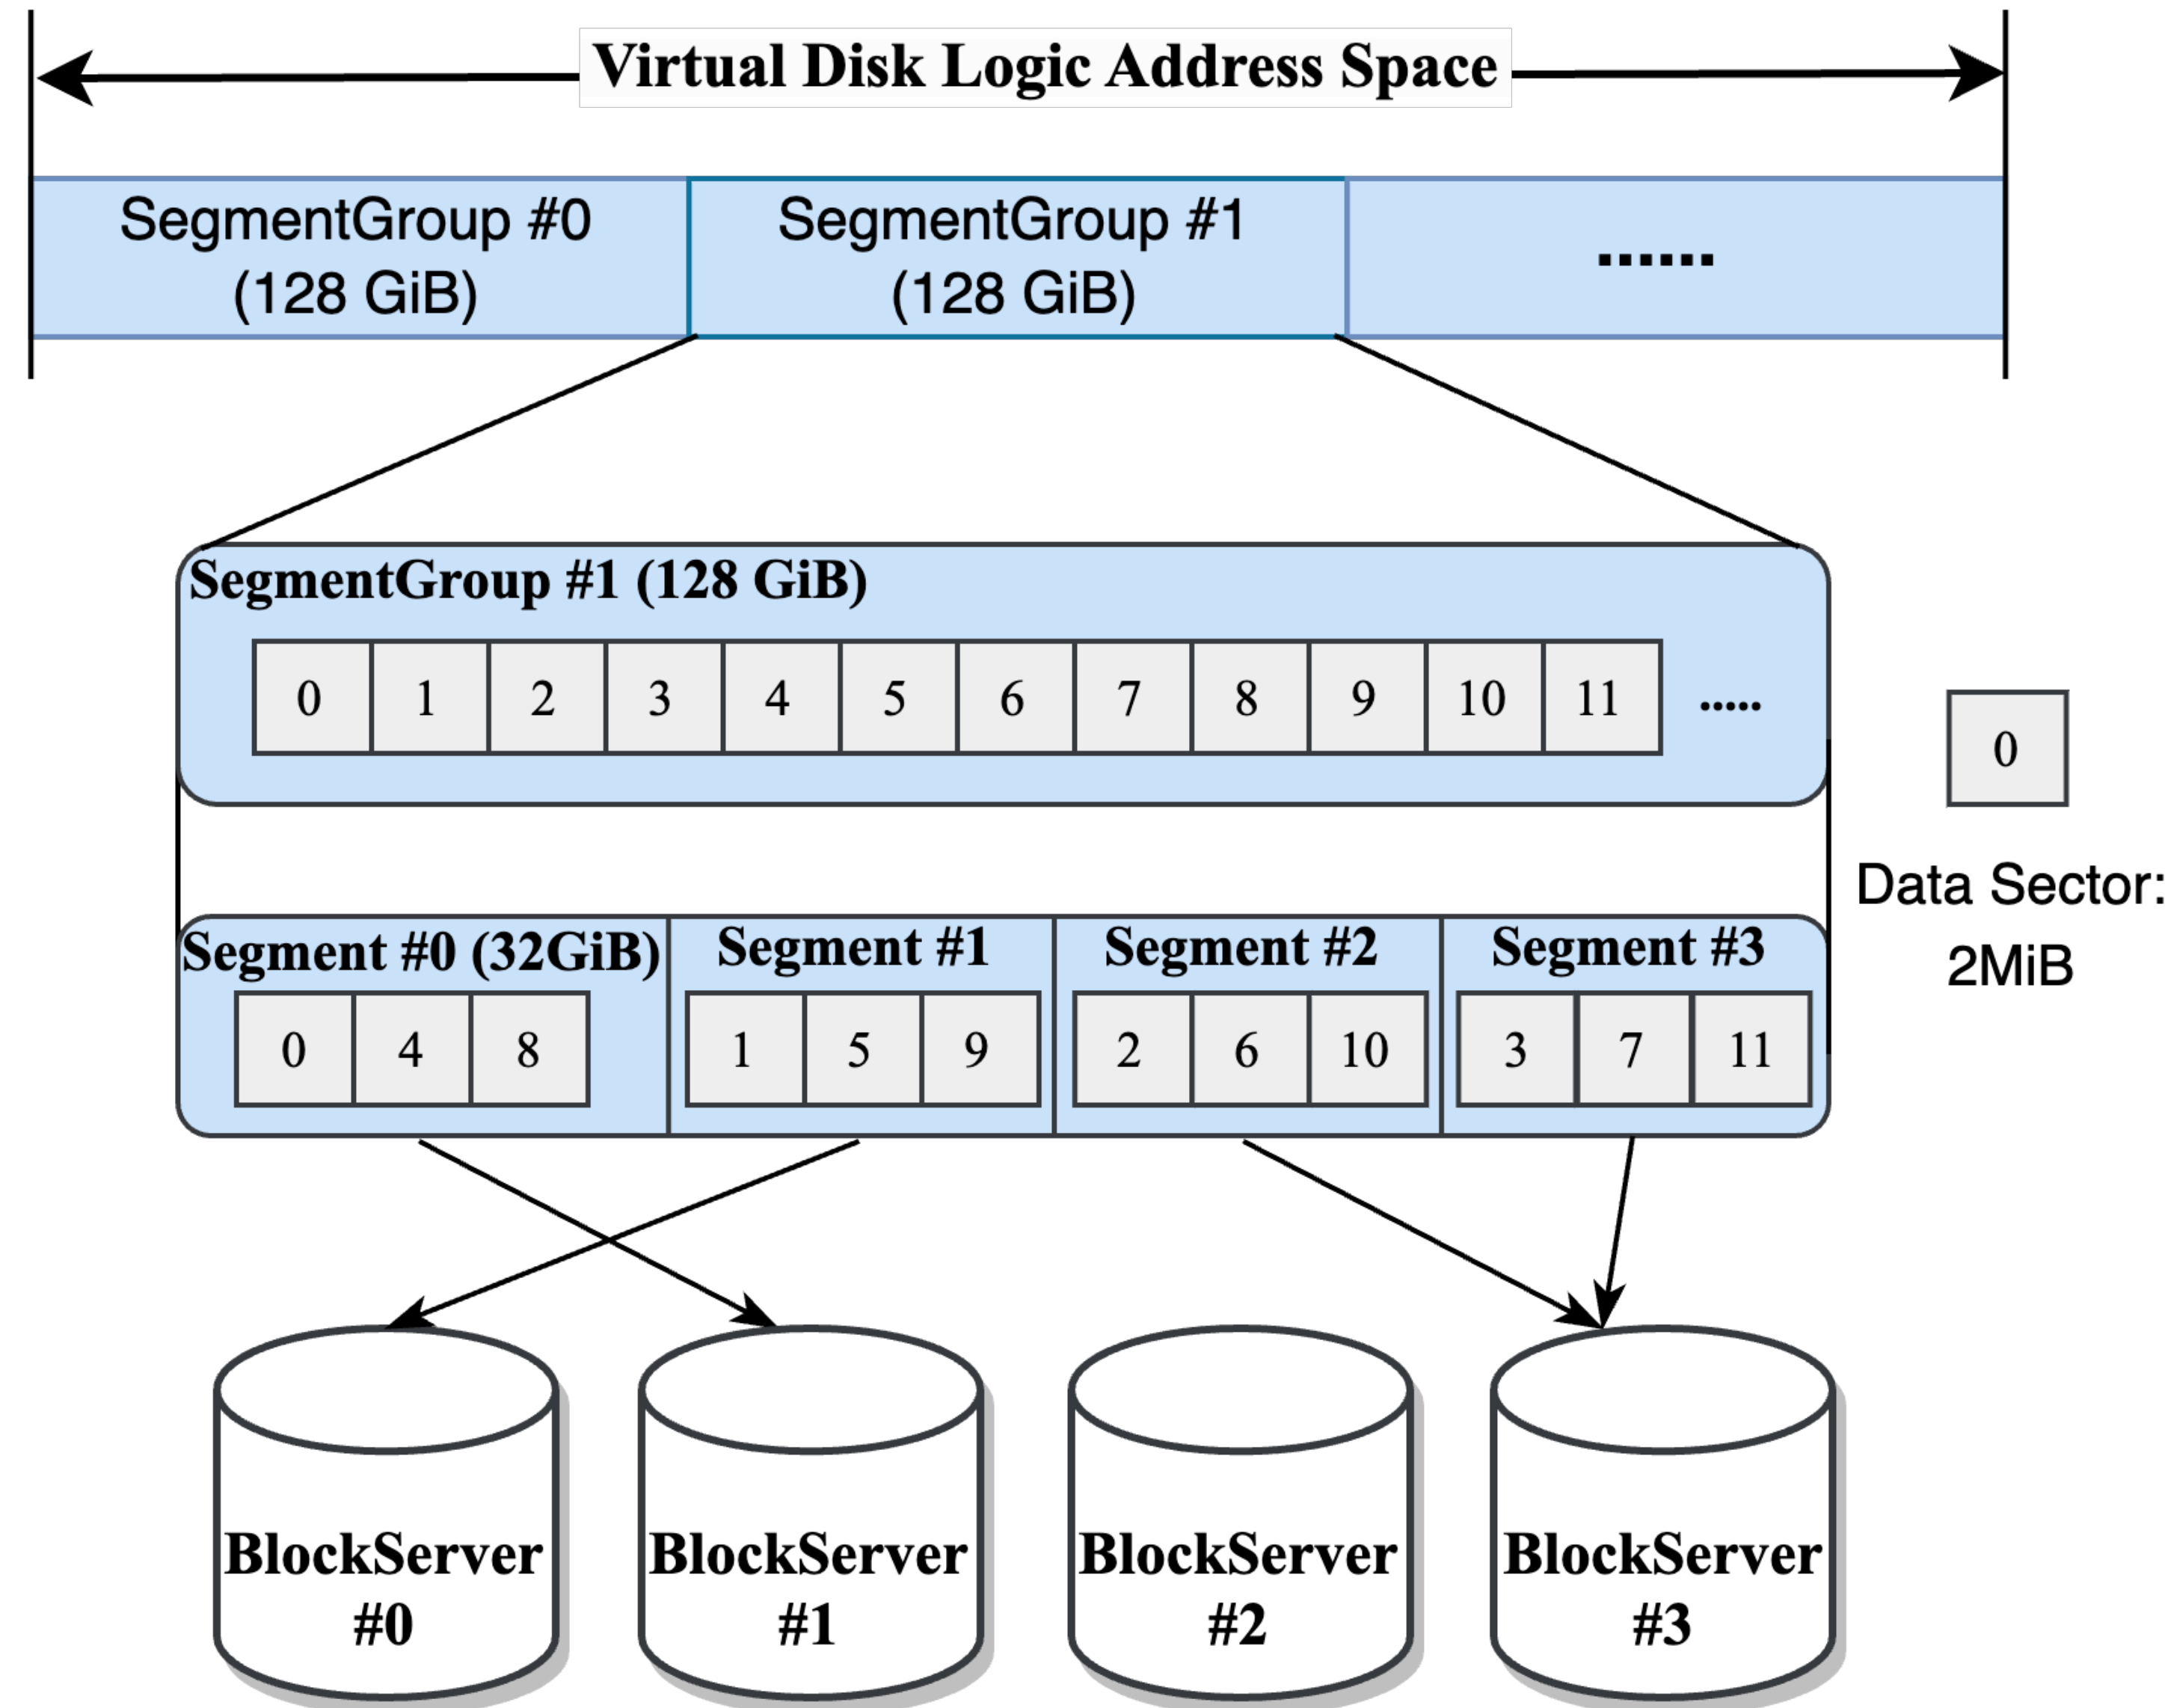 Virtual Disk Logic Address Space
SegmentGroup #0
(128 GiB)
SegmentGroup #1
(128 GiB)
.......
SegmentGroup #1 (128 GiB)
0 1 2 3 4 5 6 7 8 9 10 11 .....
0
Data Sector:
2MiB
Segment #0 (32GiB)
0 4 8
Segment #1
1 5 9
Segment #2
2 6 10
Segment #3
3 7 11
BlockServer
#0
BlockServer
#1
BlockServer
#2
BlockServer
#3